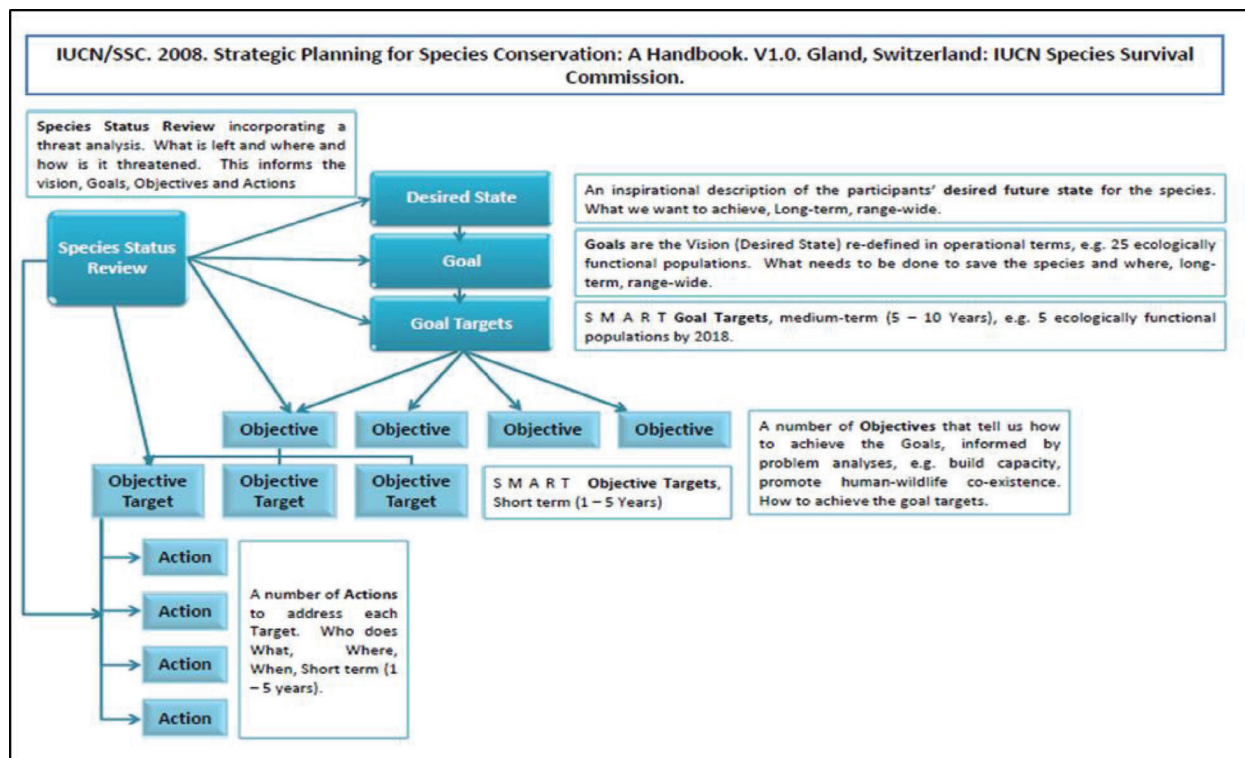 IUCN/SSC. 2008. Strategic Planning for Species Conservation: A Handbook. V1.0. Gland, Switzerland: IUCN Species Survival
Commission.
Species Status Review incorporating a
threat analysis. What is left and where and
how is it threatened. This informs the
vision, Goals, Objectives and Actions
Desired State
An inspirational description of the participants' desired future state for the species.
What we want to achieve, Long-term, range-wide.
Species Status
Review
Goal
Goals are the Vision (Desired State) re-defined in operational terms, e.g. 25 ecologically
functional populations. What needs to be done to save the species and where, long-
term, range-wide.
Goal Targets
S M A R T Goal Targets, medium-term (5 – 10 Years), e.g. 5 ecologically functional
populations by 2018.
Objective
Objective
Objective
Objective
A number of Objectives that tell us how
to achieve the Goals, informed by
problem analyses, e.g. build capacity,
promote human-wildlife co-existence.
How to achieve the goal targets.
Objective
Target
Objective
Target
Objective
Target
S M A R T Objective Targets,
Short term (1 – 5 Years)
Action
Action
Action
Action
A number of Actions
to address each
Target. Who does
What, Where,
When, Short term (1
– 5 years).